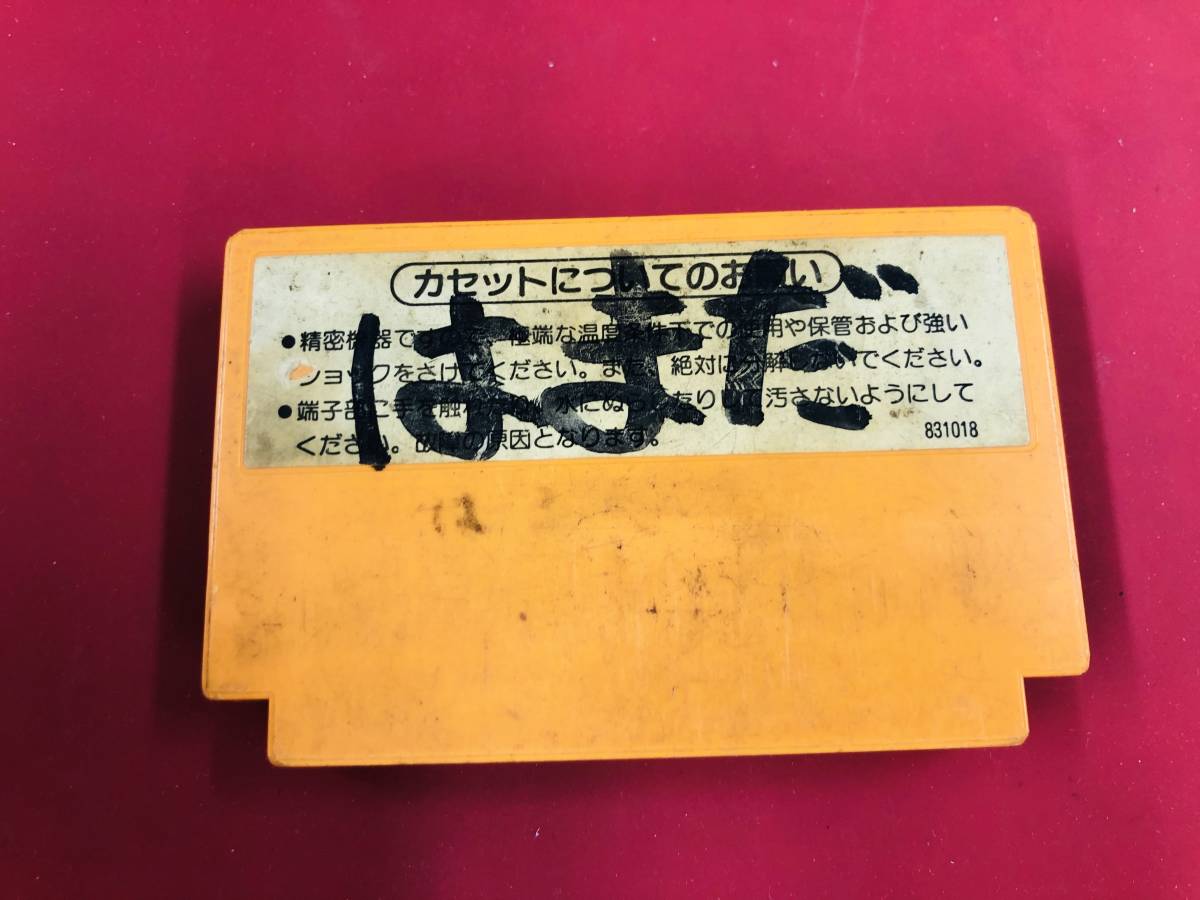 カセットについてのお願い
はまだ
●精密機器ですので、極端な温度条件下での使用や保管および強い
ショックをさけてください。また、絶対に分解しないでください。
●端子部に手を触れたり、水にぬらしたりして汚さないようにして
ください。故障の原因となります。
831018